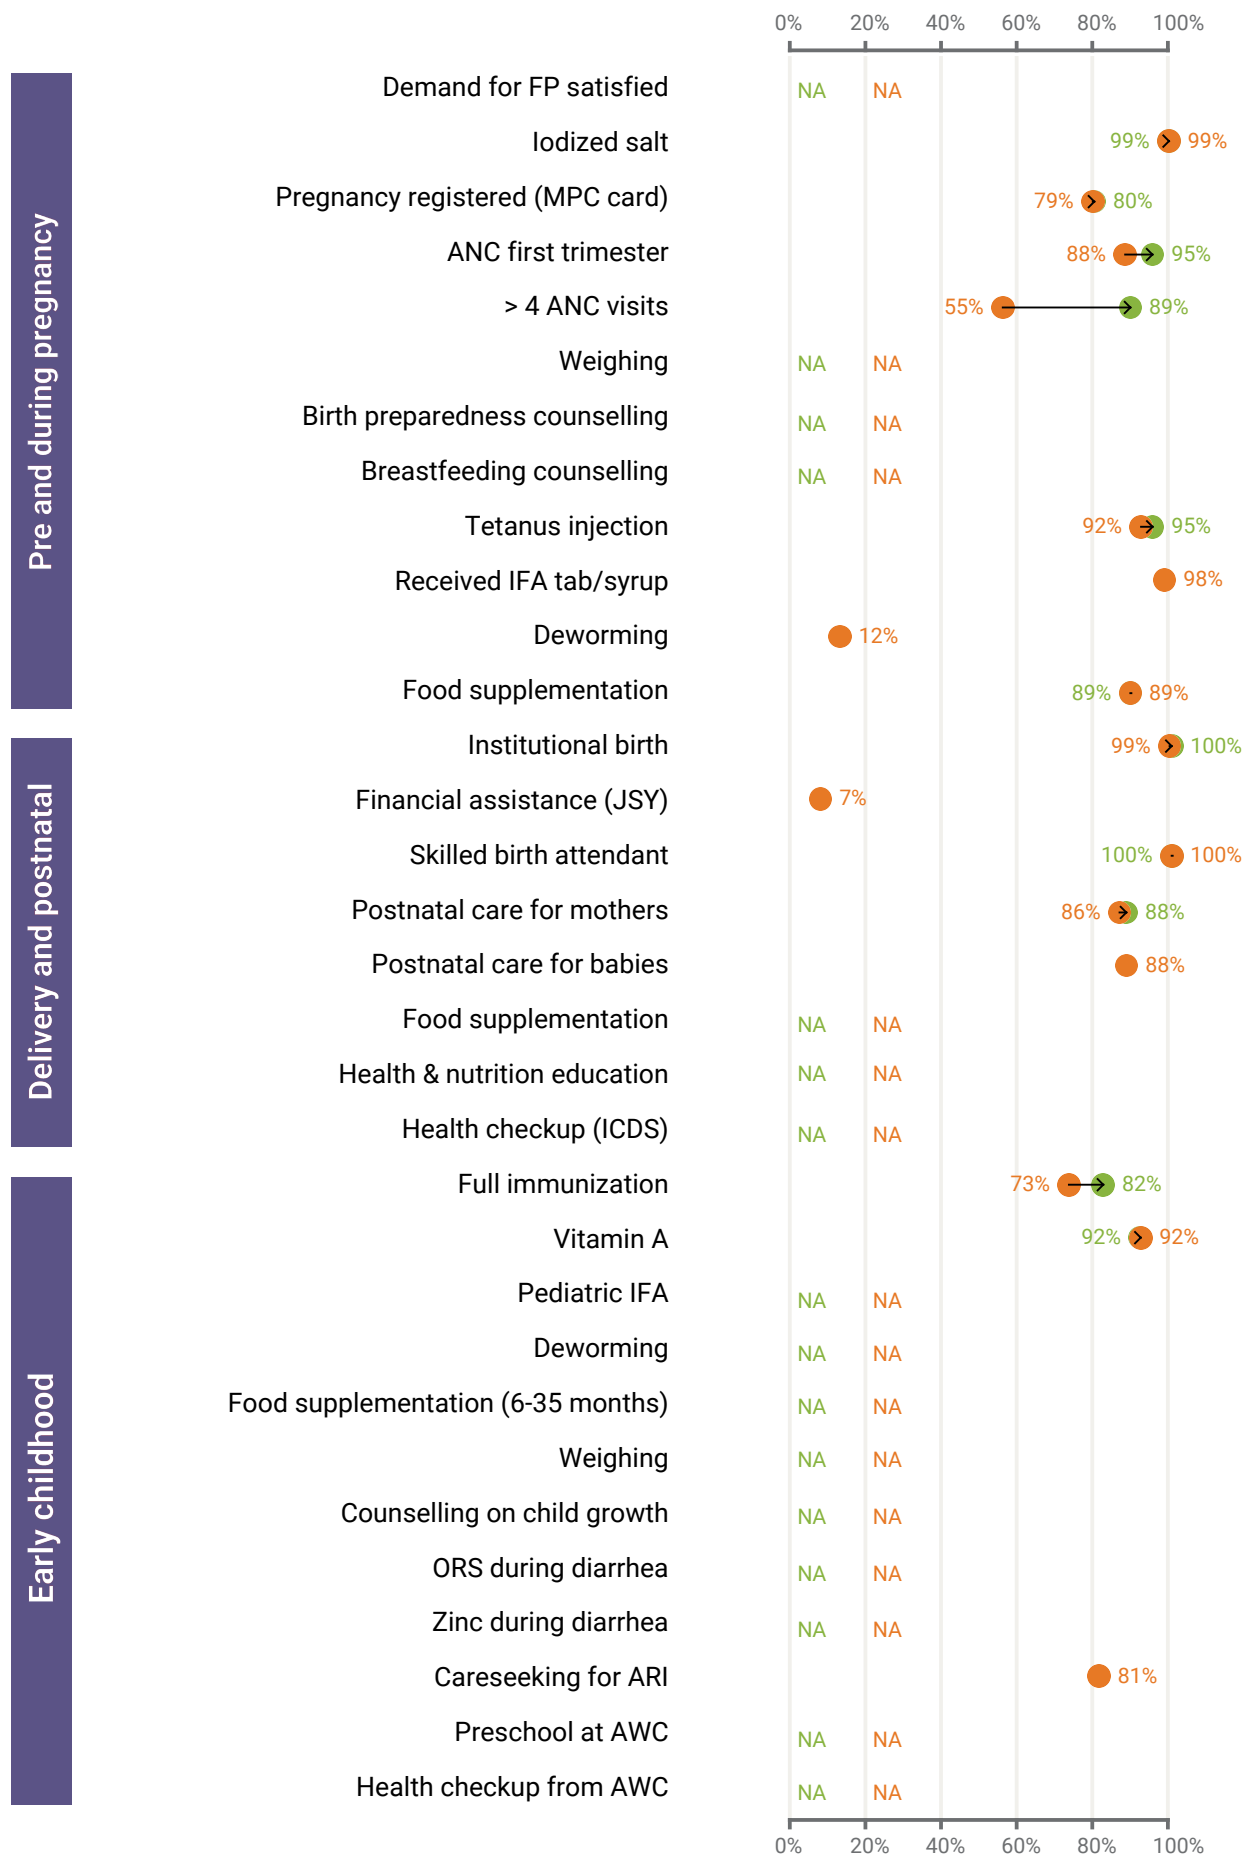 0% 20% 40% 60% 80% 100%
Pre and during pregnancy
Demand for FP satisfied NA NA
Iodized salt 99% 99%
Pregnancy registered (MPC card) 79% 80%
ANC first trimester 88% 95%
> 4 ANC visits 55% 89%
Weighing NA NA
Birth preparedness counselling NA NA
Breastfeeding counselling NA NA
Tetanus injection 92% 95%
Received IFA tab/syrup 98%
Deworming 12%
Food supplementation 89% 89%
Delivery and postnatal
Institutional birth 99% 100%
Financial assistance (JSY) 7%
Skilled birth attendant 100% 100%
Postnatal care for mothers 86% 88%
Postnatal care for babies 88%
Food supplementation NA NA
Health & nutrition education NA NA
Health checkup (ICDS) NA NA
Early childhood
Full immunization 73% 82%
Vitamin A 92% 92%
Pediatric IFA NA NA
Deworming NA NA
Food supplementation (6-35 months) NA NA
Weighing NA NA
Counselling on child growth NA NA
ORS during diarrhea NA NA
Zinc during diarrhea NA NA
Careseeking for ARI 81%
Preschool at AWC NA NA
Health checkup from AWC NA NA
0% 20% 40% 60% 80% 100%